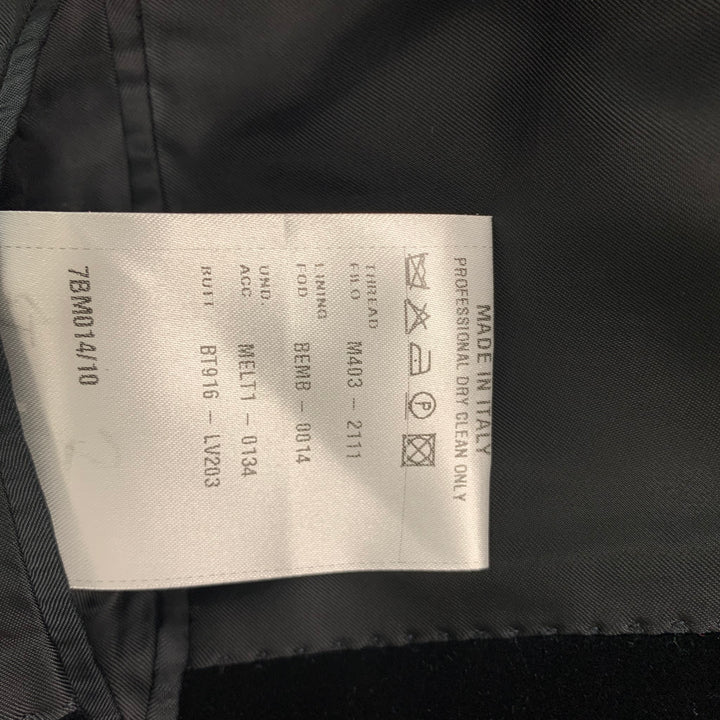 MADE IN ITALY
PROFESSIONAL DRY CLEAN ONLY
P
THREAD
FILO M403 - 2111
LINING
FOD BEMB - 0014
UND.
ACC MELT1 - 0134
BUTT BT916 - LV203
7BM014/10